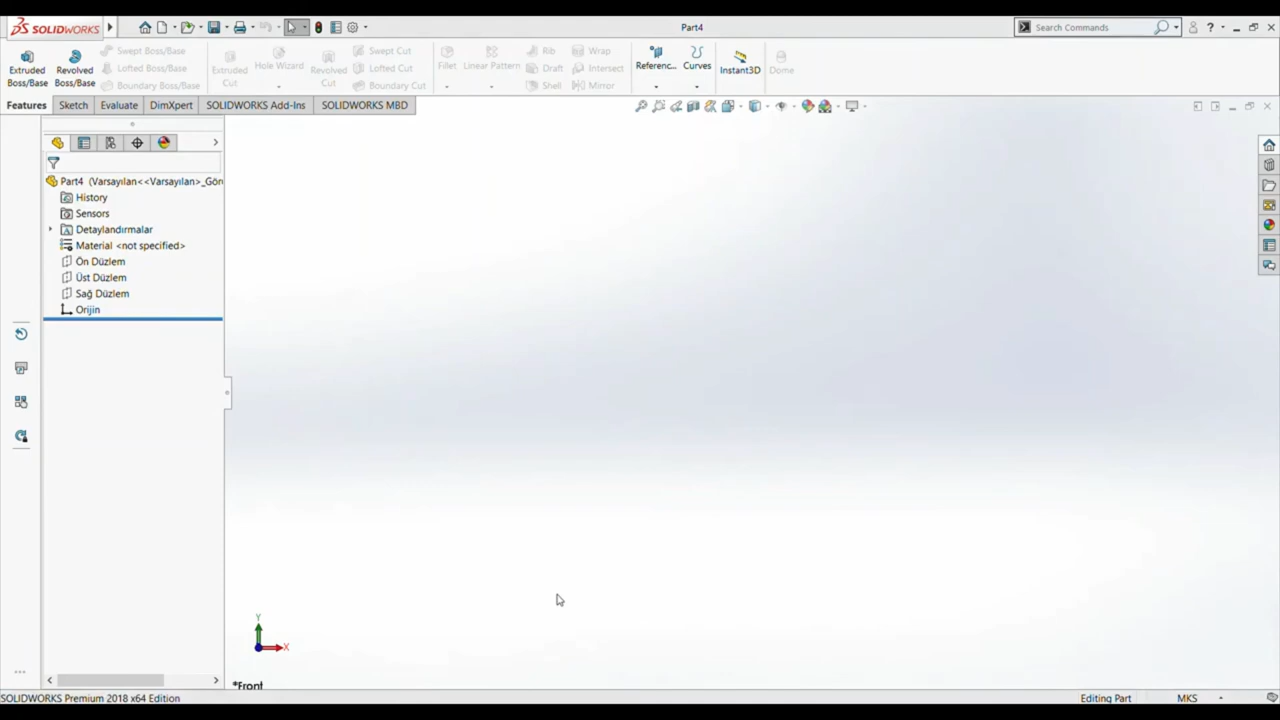 SOLIDWORKS
Part4
Search Commands
?
Extruded Boss/Base
Revolved Boss/Base
Swept Boss/Base
Lofted Boss/Base
Boundary Boss/Base
Extruded Cut
Hole Wizard
Revolved Cut
Swept Cut
Lofted Cut
Boundary Cut
Fillet
Linear Pattern
Rib
Draft
Shell
Wrap
Intersect
Mirror
Referenc...
Curves
Instant3D
Dome
Features
Sketch
Evaluate
DimXpert
SOLIDWORKS Add-Ins
SOLIDWORKS MBD
Part4 (Varsayılan<<Varsayılan>_Gör
History
Sensors
Detaylandırmalar
Material <not specified>
Ön Düzlem
Üst Düzlem
Sağ Düzlem
Orijin
Y
X
*Front
SOLIDWORKS Premium 2018 x64 Edition
Editing Part
MKS